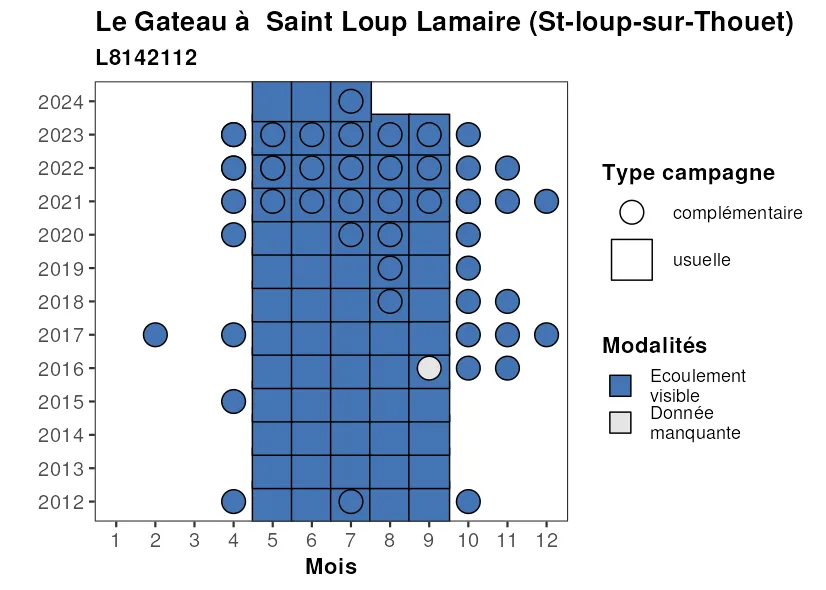 Le Gateau à  Saint Loup Lamaire (St-loup-sur-Thouet)
L8142112
2024
2023
2022
2021
2020
2019
2018
2017
2016
2015
2014
2013
2012
1 2 3 4 5 6 7 8 9 10 11 12
Mois
Type campagne
complémentaire
usuelle
Modalités
Ecoulement
visible
Donnée
manquante